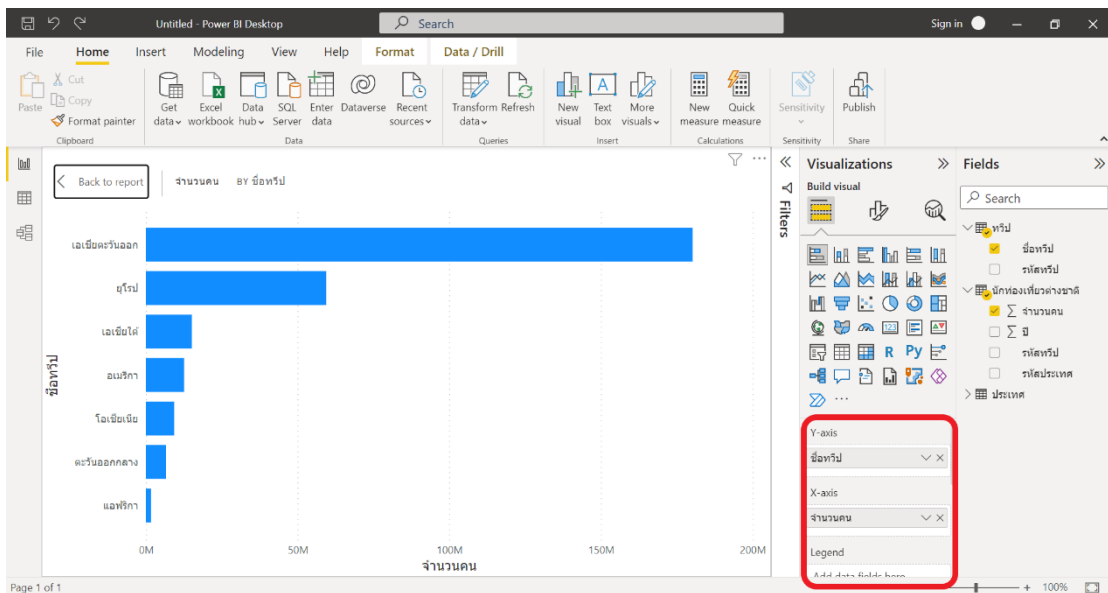 Untitled - Power BI Desktop
Search
Sign in
File Home Insert Modeling View Help Format Data / Drill
Paste
Cut
Copy
Format painter
Clipboard
Get data
Excel workbook
Data hub
SQL Server
Enter data
Dataverse
Recent sources
Data
Transform data
Refresh
Queries
New visual
Text box
More visuals
Insert
New measure
Quick measure
Calculations
Sensitivity
Sensitivity
Publish
Share
Back to report
จำนวนคน BY ชื่อทวีป
ชื่อทวีป
เอเชียตะวันออก
ยุโรป
เอเชียใต้
อเมริกา
โอเชียเนีย
ตะวันออกกลาง
แอฟริกา
0M 50M 100M 150M 200M
จำนวนคน
Filters
Visualizations
Build visual
123
R Py
Y-axis
ชื่อทวีป
X-axis
จำนวนคน
Legend
Add data fields here
Fields
Search
ทวีป
ชื่อทวีป
รหัสทวีป
นักท่องเที่ยวต่างชาติ
∑ จำนวนคน
∑ ปี
รหัสทวีป
รหัสประเทศ
ประเทศ
Page 1 of 1
100%